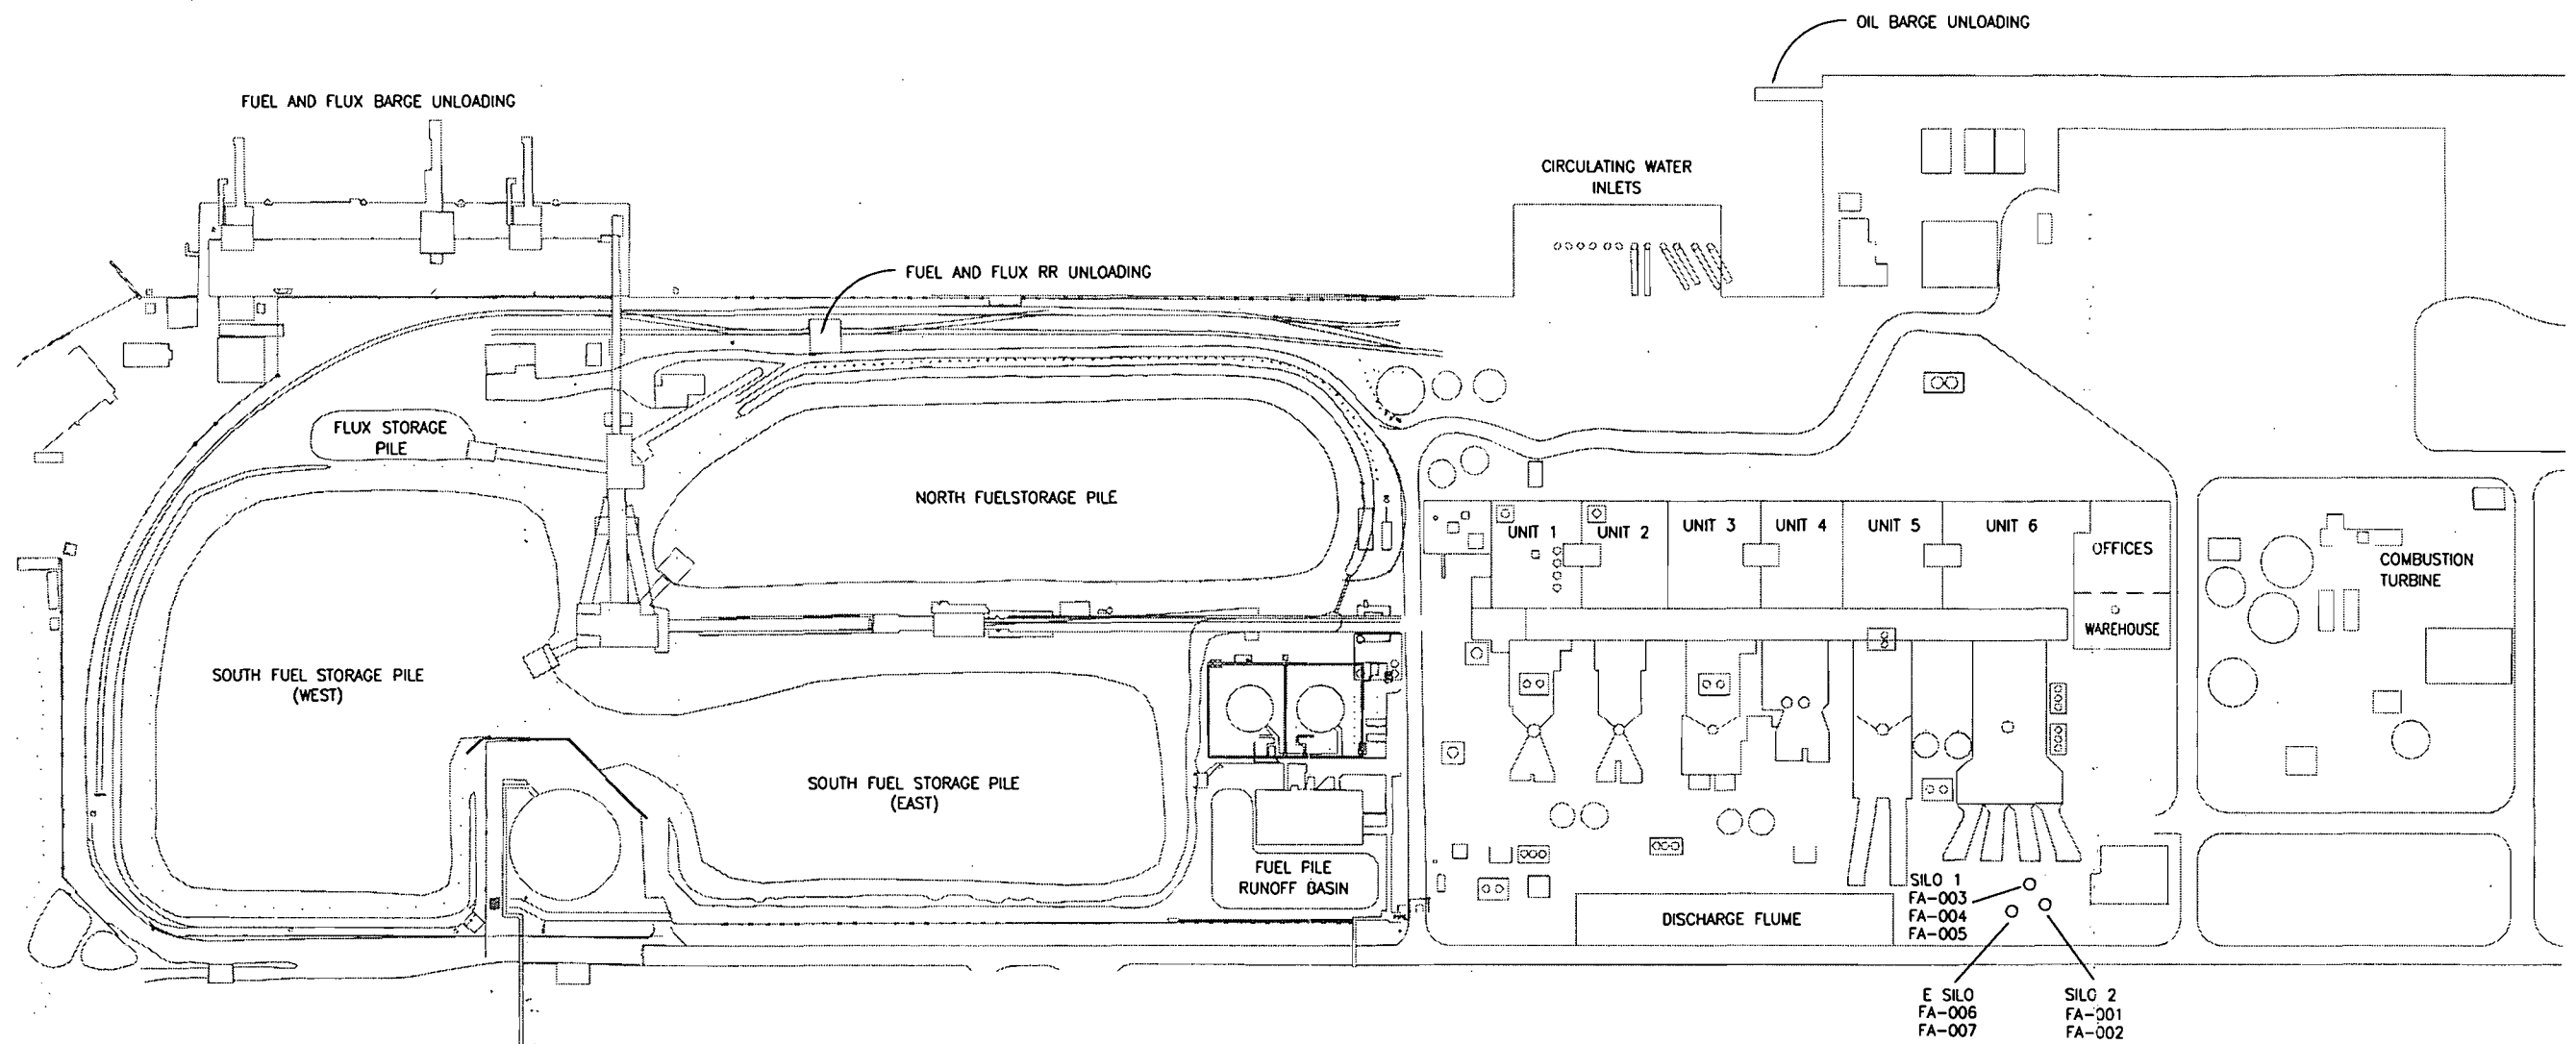 OIL BARGE UNLOADING
FUEL AND FLUX BARGE UNLOADING
CIRCULATING WATER
INLETS
FUEL AND FLUX RR UNLOADING
FLUX STORAGE
PILE
NORTH FUELSTORAGE PILE
UNIT 1
UNIT 2
UNIT 3
UNIT 4
UNIT 5
UNIT 6
OFFICES
COMBUSTION
TURBINE
WAREHOUSE
SOUTH FUEL STORAGE PILE
(WEST)
SOUTH FUEL STORAGE PILE
(EAST)
FUEL PILE
RUNOFF BASIN
DISCHARGE FLUME
SILO 1
FA-003
FA-004
FA-005
E SILO
FA-006
FA-007
SILO 2
FA-001
FA-002